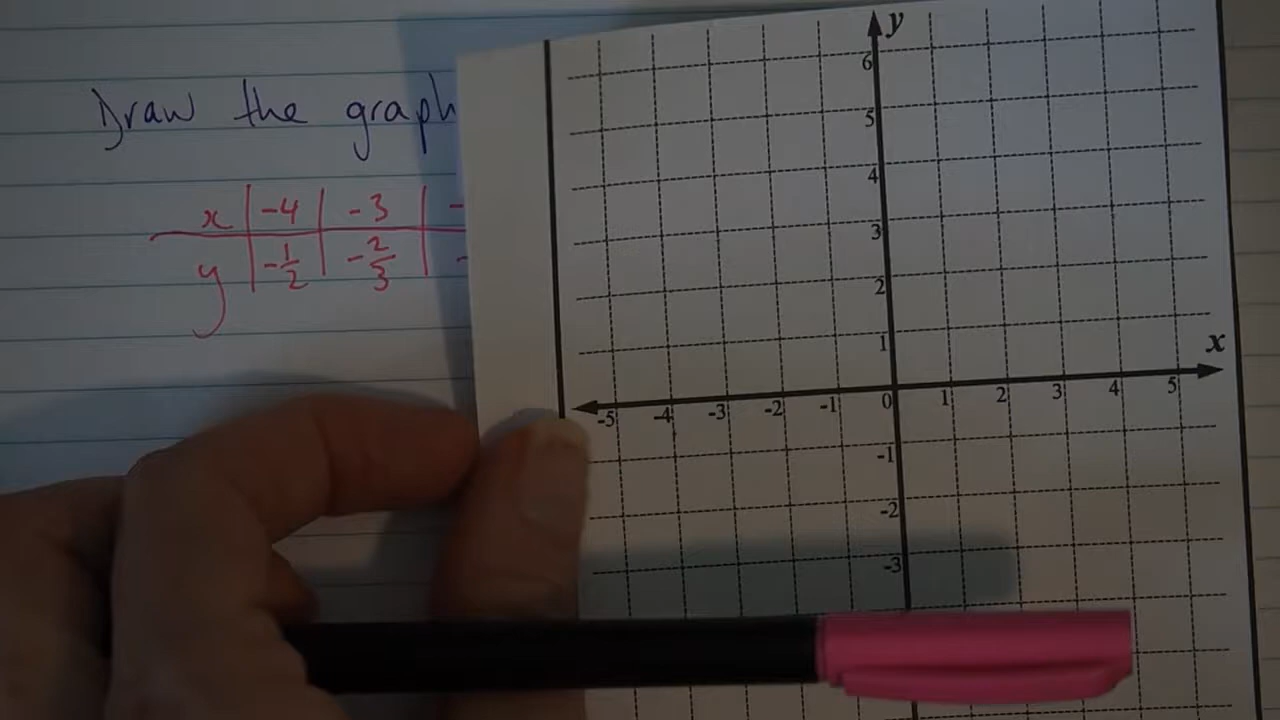 Draw the graph
x | -4 | -3 | -
y | -1/2 | -2/3 | -
y
6
5
4
3
2
1
x
-5 -4 -3 -2 -1 0 1 2 3 4 5
-1
-2
-3